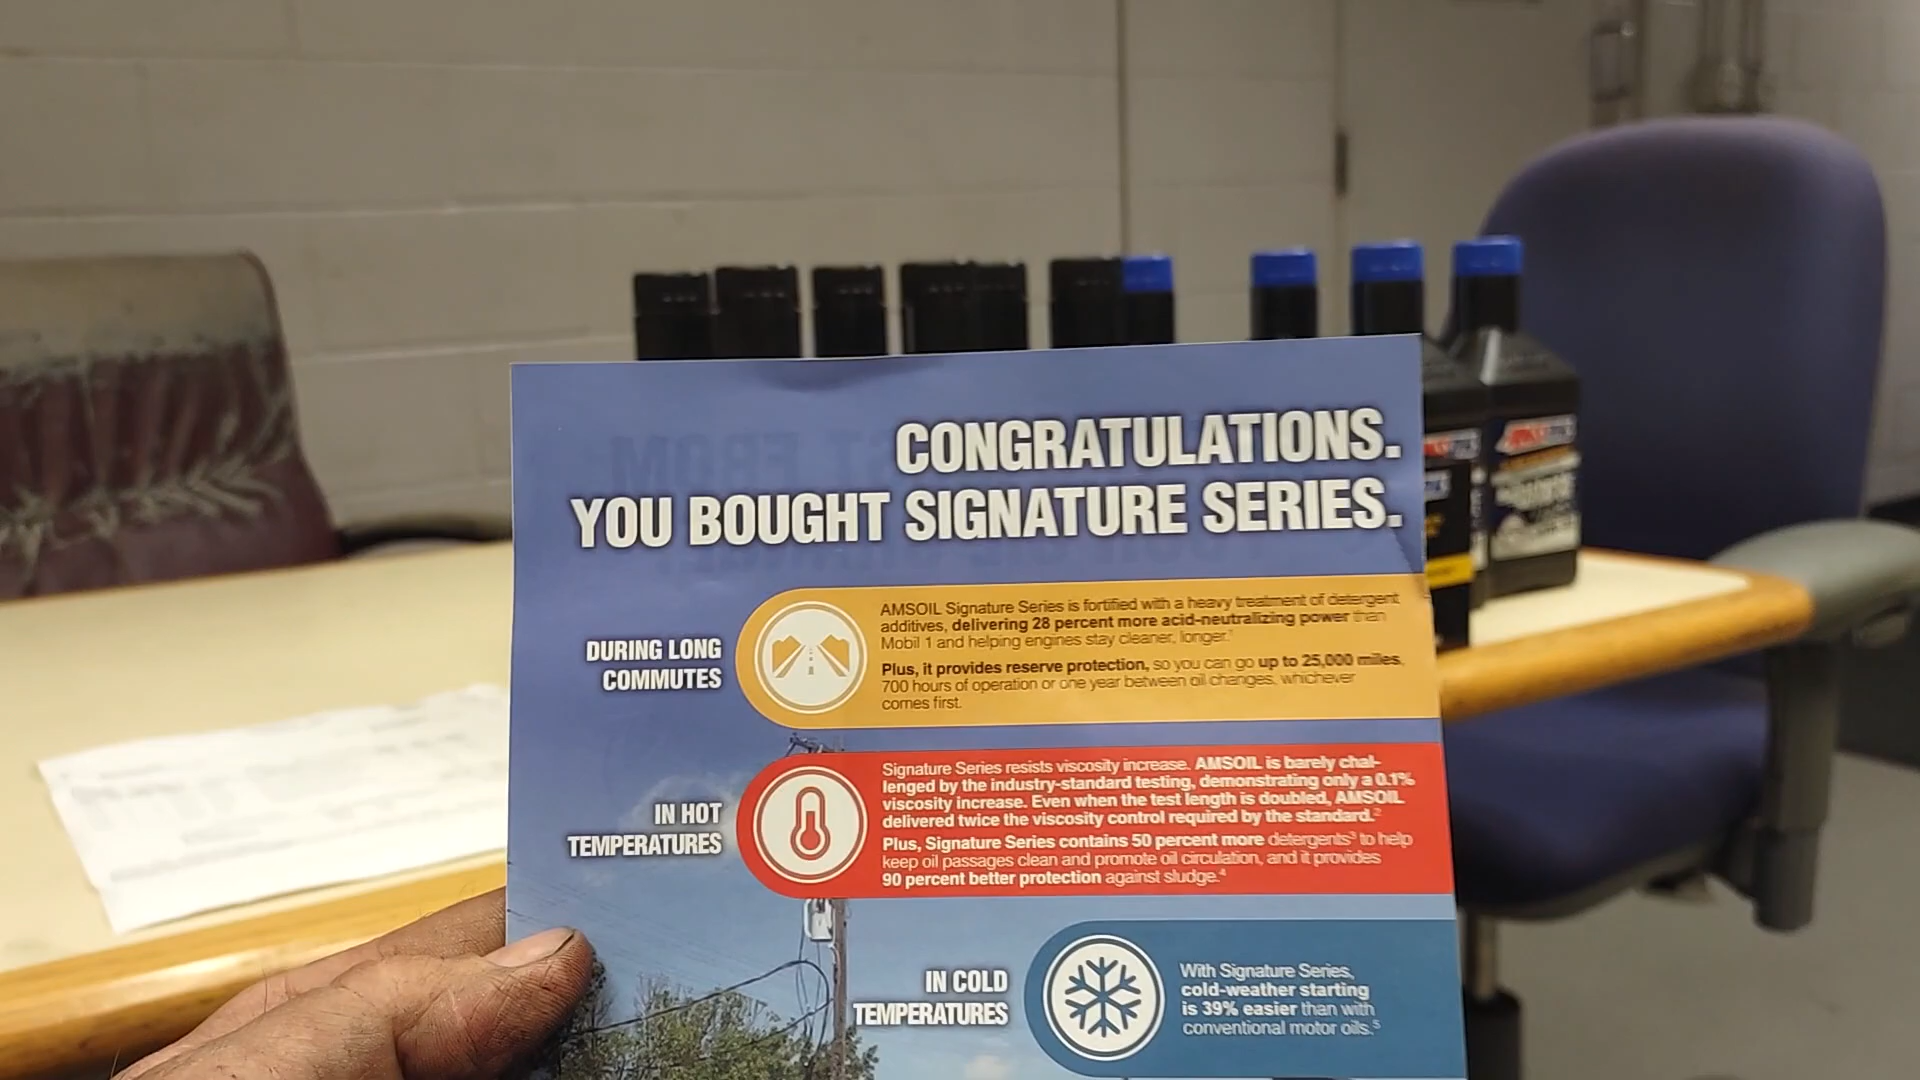 CONGRATULATIONS.
YOU BOUGHT SIGNATURE SERIES.
DURING LONG
COMMUTES
AMSOIL Signature Series is fortified with a heavy treatment of detergent
additives, delivering 28 percent more acid-neutralizing power than
Mobil 1 and helping engines stay cleaner, longer.¹
Plus, it provides reserve protection, so you can go up to 25,000 miles,
700 hours of operation or one year between oil changes, whichever
comes first.
IN HOT
TEMPERATURES
Signature Series resists viscosity increase. AMSOIL is barely chal-
lenged by the industry-standard testing, demonstrating only a 0.1%
viscosity increase. Even when the test length is doubled, AMSOIL
delivered twice the viscosity control required by the standard.²
Plus, Signature Series contains 50 percent more detergents³ to help
keep oil passages clean and promote oil circulation, and it provides
90 percent better protection against sludge.⁴
IN COLD
TEMPERATURES
With Signature Series,
cold-weather starting
is 39% easier than with
conventional motor oils.⁵